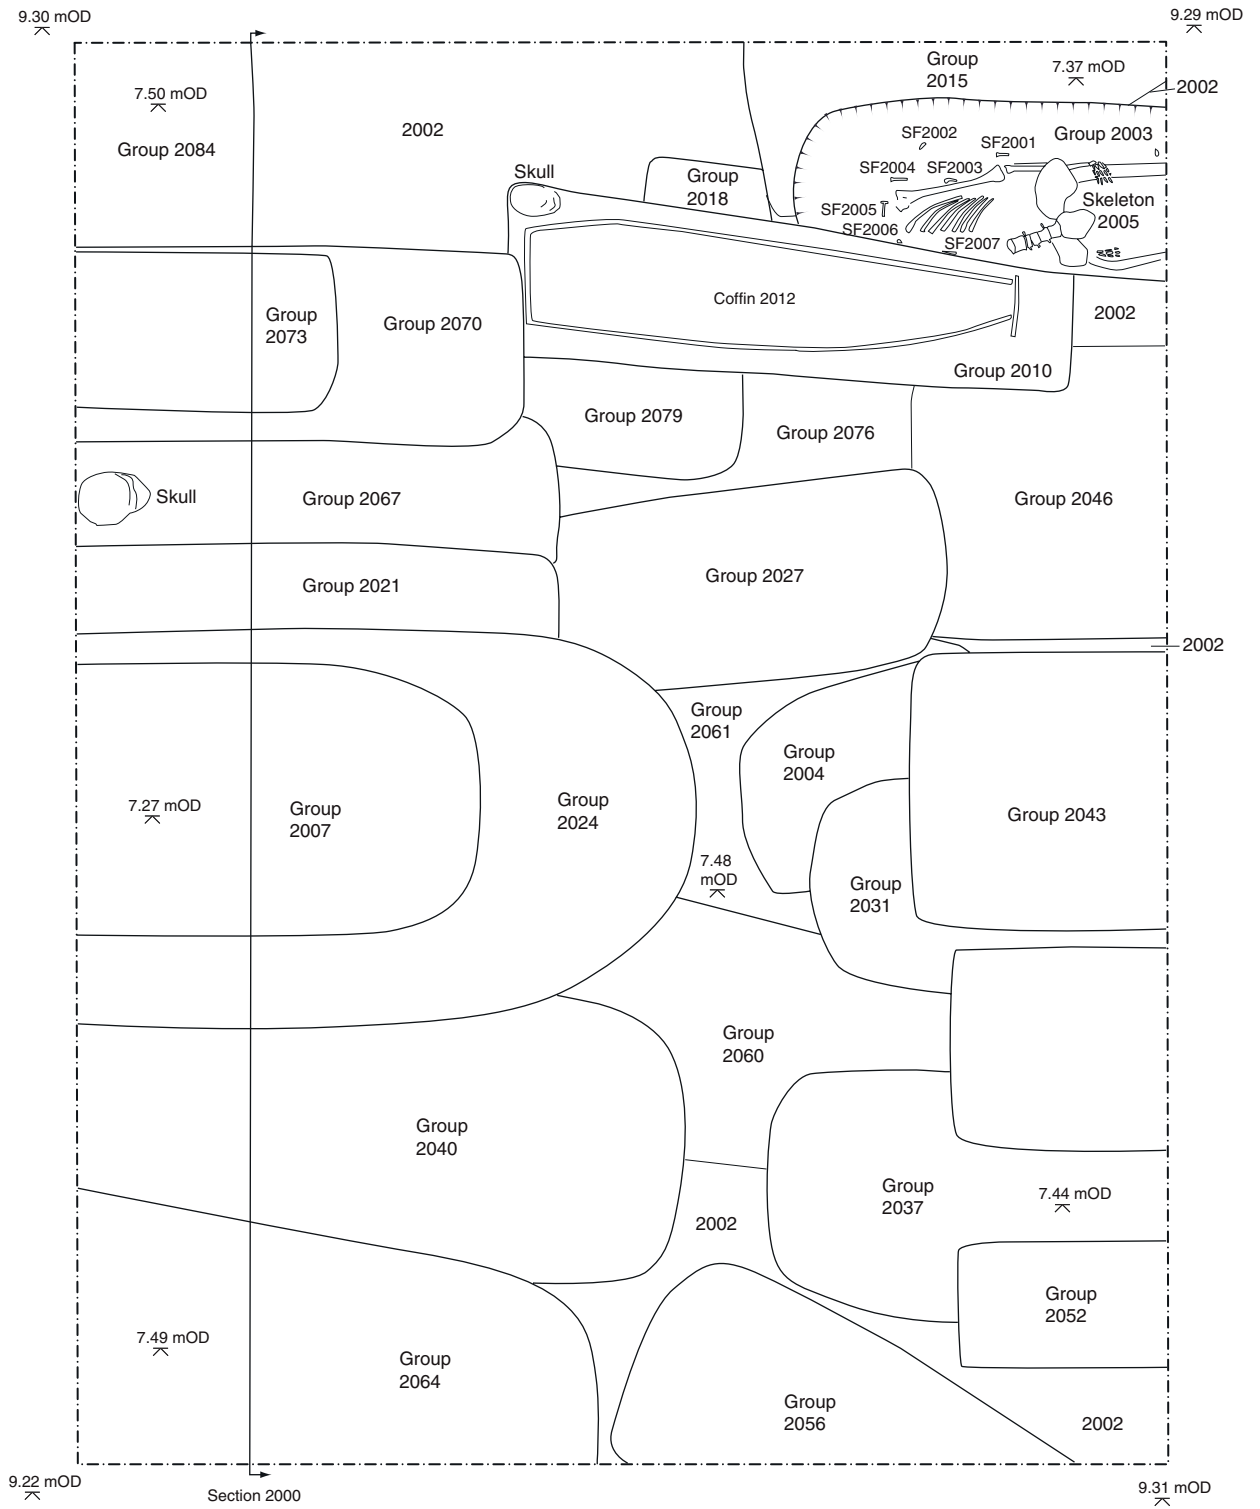 9.30 mOD
9.29 mOD
Group
2015
7.37 mOD
2002
7.50 mOD
Group 2084
2002
SF2002
SF2001
Group 2003
Skull
Group
2018
SF2004
SF2003
Skeleton
2005
SF2005
SF2006
SF2007
Coffin 2012
2002
Group
2073
Group 2070
Group 2010
Group 2079
Group 2076
Skull
Group 2067
Group 2046
Group 2027
Group 2021
2002
Group
2061
Group
2004
7.27 mOD
Group
2007
Group
2024
Group 2043
7.48
mOD
Group
2031
Group
2060
Group
2040
Group
2037
7.44 mOD
2002
Group
2052
7.49 mOD
Group
2064
Group
2056
2002
9.22 mOD
Section 2000
9.31 mOD